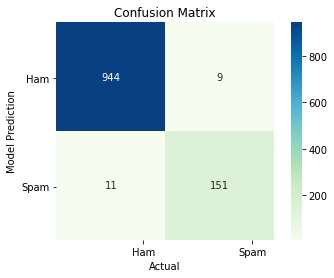 Confusion Matrix
Model Prediction
Ham
944
9
Spam
11
151
Ham
Spam
Actual
800
600
400
200